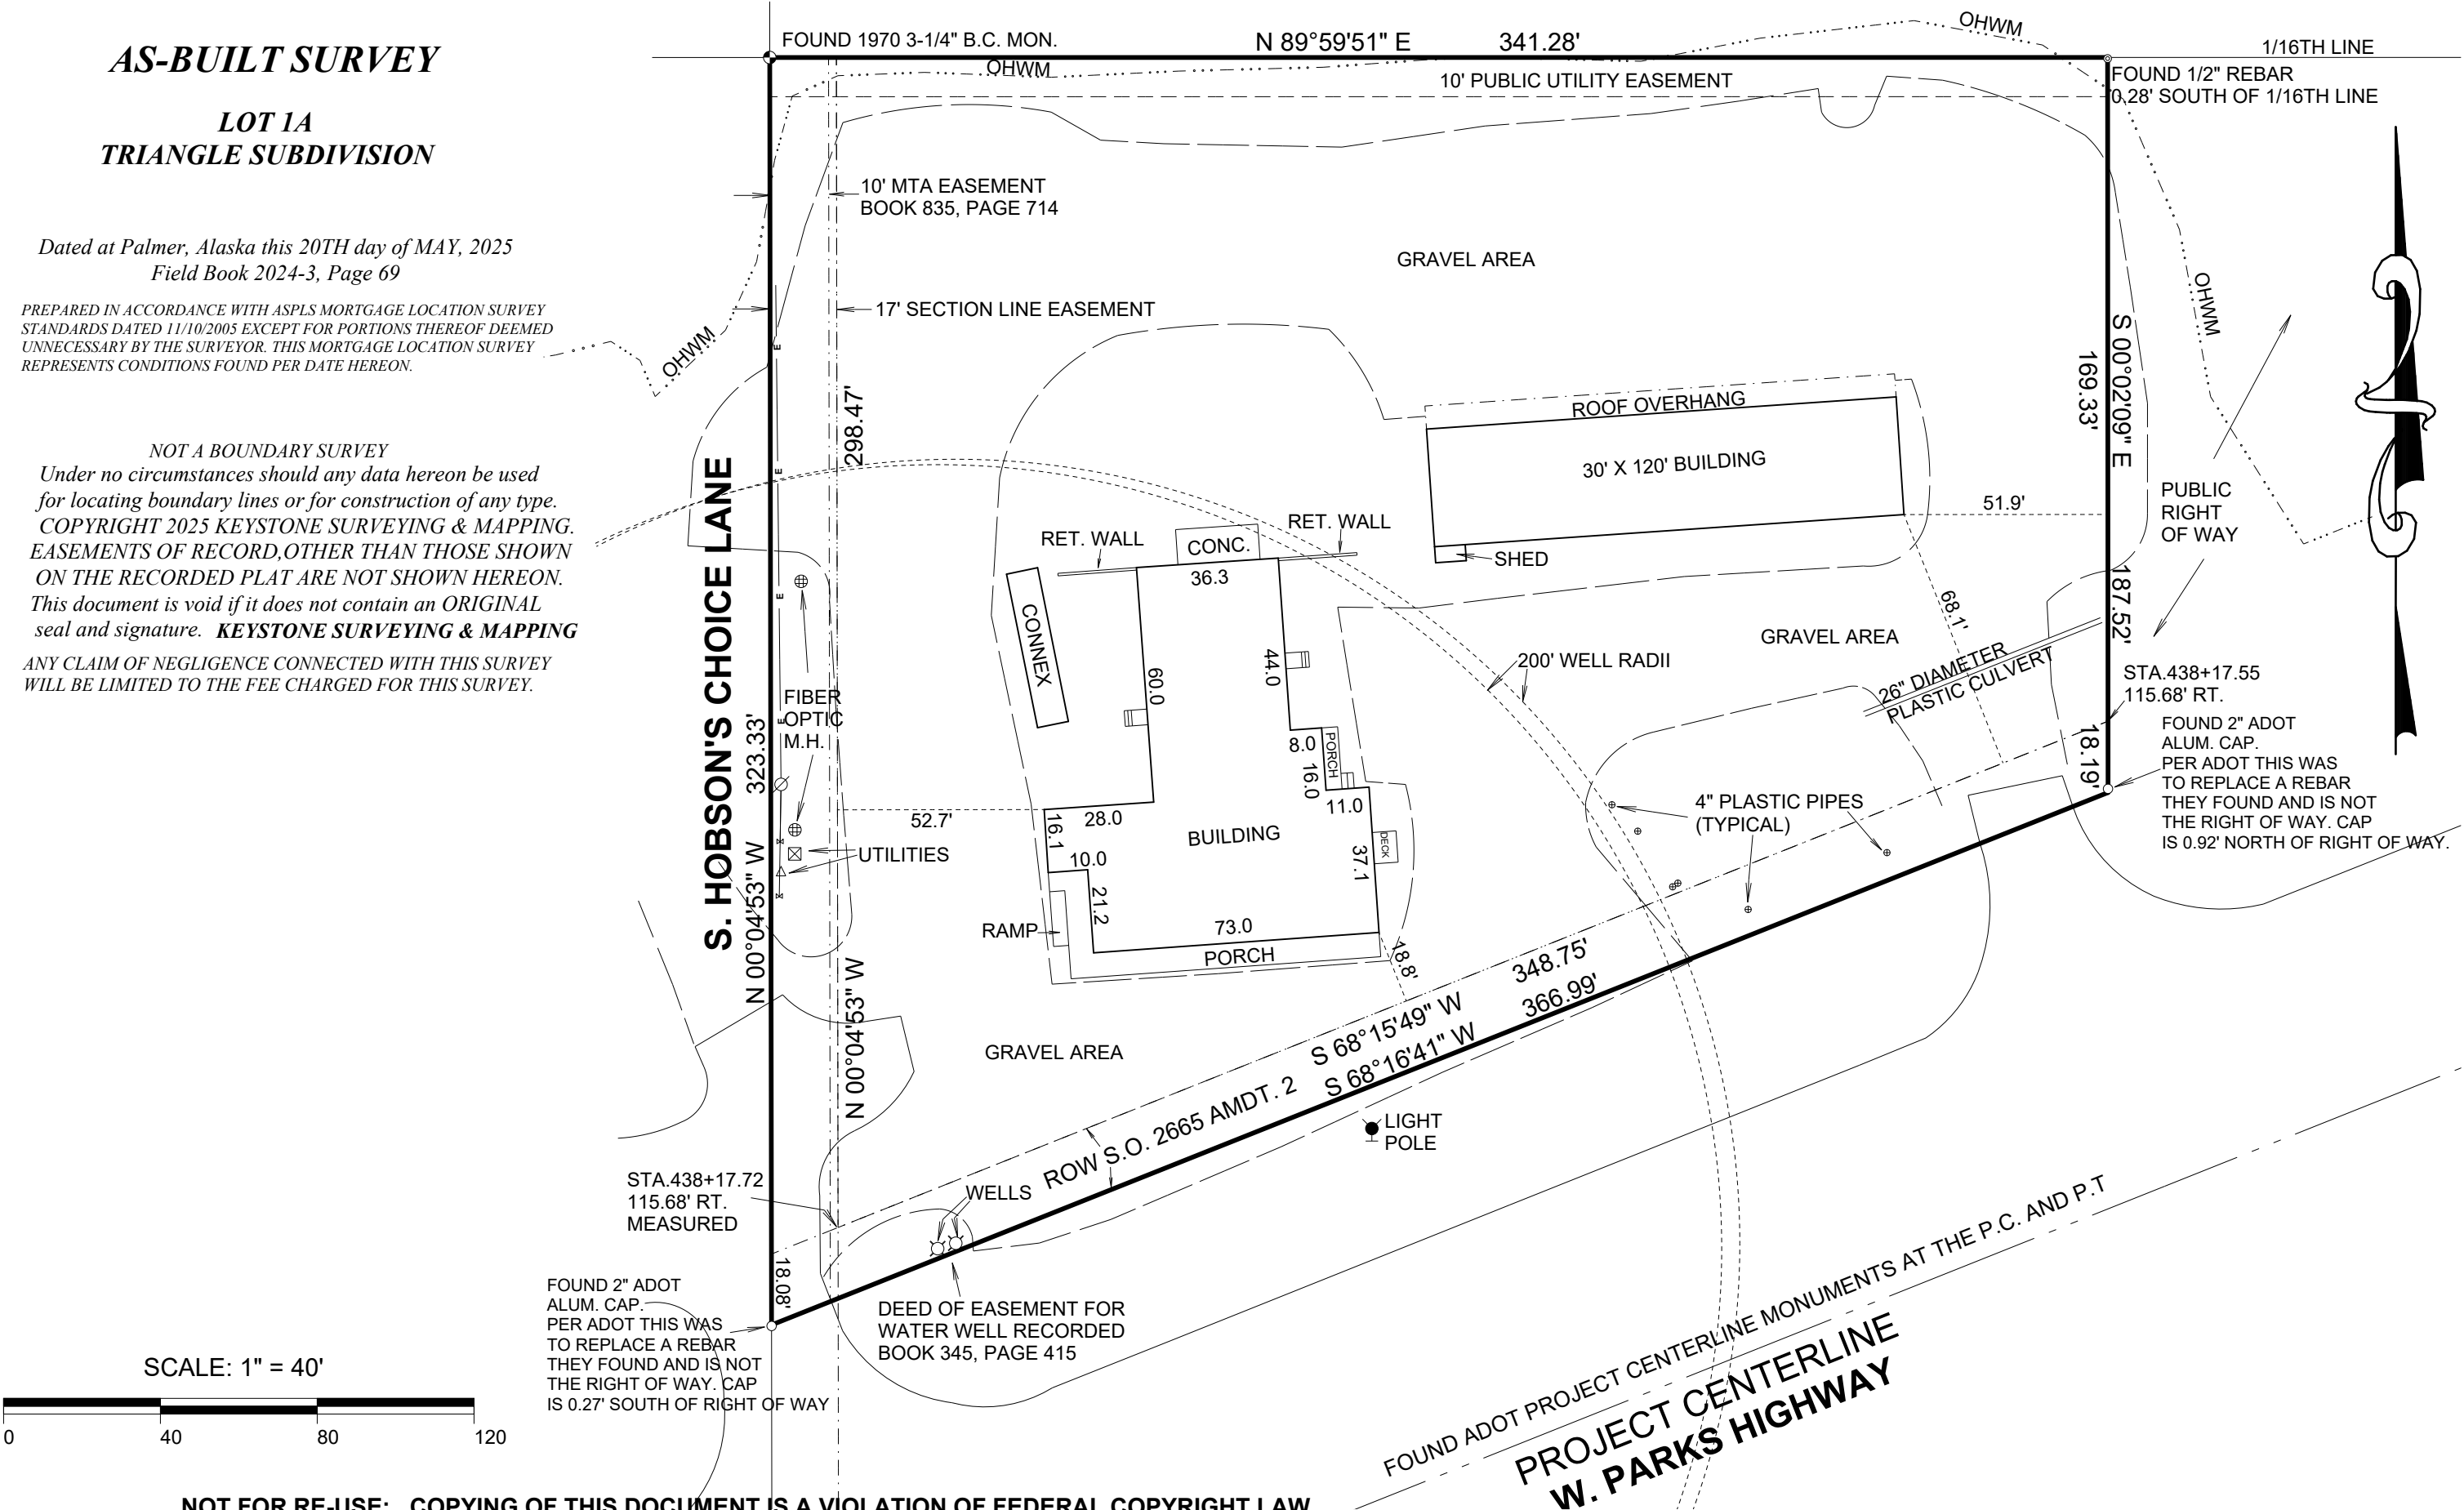 AS-BUILT SURVEY
LOT 1A
TRIANGLE SUBDIVISION
Dated at Palmer, Alaska this 20TH day of MAY, 2025
Field Book 2024-3, Page 69
PREPARED IN ACCORDANCE WITH ASPLS MORTGAGE LOCATION SURVEY
STANDARDS DATED 11/10/2005 EXCEPT FOR PORTIONS THEREOF DEEMED
UNNECESSARY BY THE SURVEYOR. THIS MORTGAGE LOCATION SURVEY
REPRESENTS CONDITIONS FOUND PER DATE HEREON.
NOT A BOUNDARY SURVEY
Under no circumstances should any data hereon be used
for locating boundary lines or for construction of any type.
COPYRIGHT 2025 KEYSTONE SURVEYING & MAPPING.
EASEMENTS OF RECORD,OTHER THAN THOSE SHOWN
ON THE RECORDED PLAT ARE NOT SHOWN HEREON.
This document is void if it does not contain an ORIGINAL
seal and signature. KEYSTONE SURVEYING & MAPPING
ANY CLAIM OF NEGLIGENCE CONNECTED WITH THIS SURVEY
WILL BE LIMITED TO THE FEE CHARGED FOR THIS SURVEY.
FOUND 1970 3-1/4" B.C. MON.
N 89°59'51" E 341.28'
OHWM
1/16TH LINE
OHWM
10' PUBLIC UTILITY EASEMENT
FOUND 1/2" REBAR
0.28' SOUTH OF 1/16TH LINE
10' MTA EASEMENT
BOOK 835, PAGE 714
GRAVEL AREA
17' SECTION LINE EASEMENT
OHWM
OHWM
S 00°02'09" E
169.33'
298.47'
ROOF OVERHANG
30' X 120' BUILDING
51.9'
PUBLIC
RIGHT
OF WAY
S. HOBSON'S CHOICE LANE
RET. WALL
CONC.
RET. WALL
SHED
36.3
CONNEX
60.0
44.0
68.1'
187.52'
GRAVEL AREA
200' WELL RADII
26" DIAMETER
PLASTIC CULVERT
STA.438+17.55
115.68' RT.
FIBER
OPTIC
M.H.
E
E
E
E
323.33'
8.0
PORCH
16.0
11.0
18.19'
FOUND 2" ADOT
ALUM. CAP.
PER ADOT THIS WAS
TO REPLACE A REBAR
THEY FOUND AND IS NOT
THE RIGHT OF WAY. CAP
IS 0.92' NORTH OF RIGHT OF WAY.
4" PLASTIC PIPES
(TYPICAL)
52.7'
28.0
16.1
BUILDING
DECK
37.1
UTILITIES
10.0
21.2
RAMP
73.0
PORCH
18.8'
N 00°04'53" W
N 00°04'53" W
GRAVEL AREA
348.75'
366.99'
S 68°15'49" W
S 68°16'41" W
ROW S.O. 2665 AMDT. 2
LIGHT
POLE
STA.438+17.72
115.68' RT.
MEASURED
WELLS
18.08'
FOUND 2" ADOT
ALUM. CAP.
PER ADOT THIS WAS
TO REPLACE A REBAR
THEY FOUND AND IS NOT
THE RIGHT OF WAY. CAP
IS 0.27' SOUTH OF RIGHT OF WAY
DEED OF EASEMENT FOR
WATER WELL RECORDED
BOOK 345, PAGE 415
FOUND ADOT PROJECT CENTERLINE MONUMENTS AT THE P.C. AND P.T
PROJECT CENTERLINE
W. PARKS HIGHWAY
SCALE: 1" = 40'
0 40 80 120
NOT FOR RE-USE: COPYING OF THIS DOCUMENT IS A VIOLATION OF FEDERAL COPYRIGHT LAW